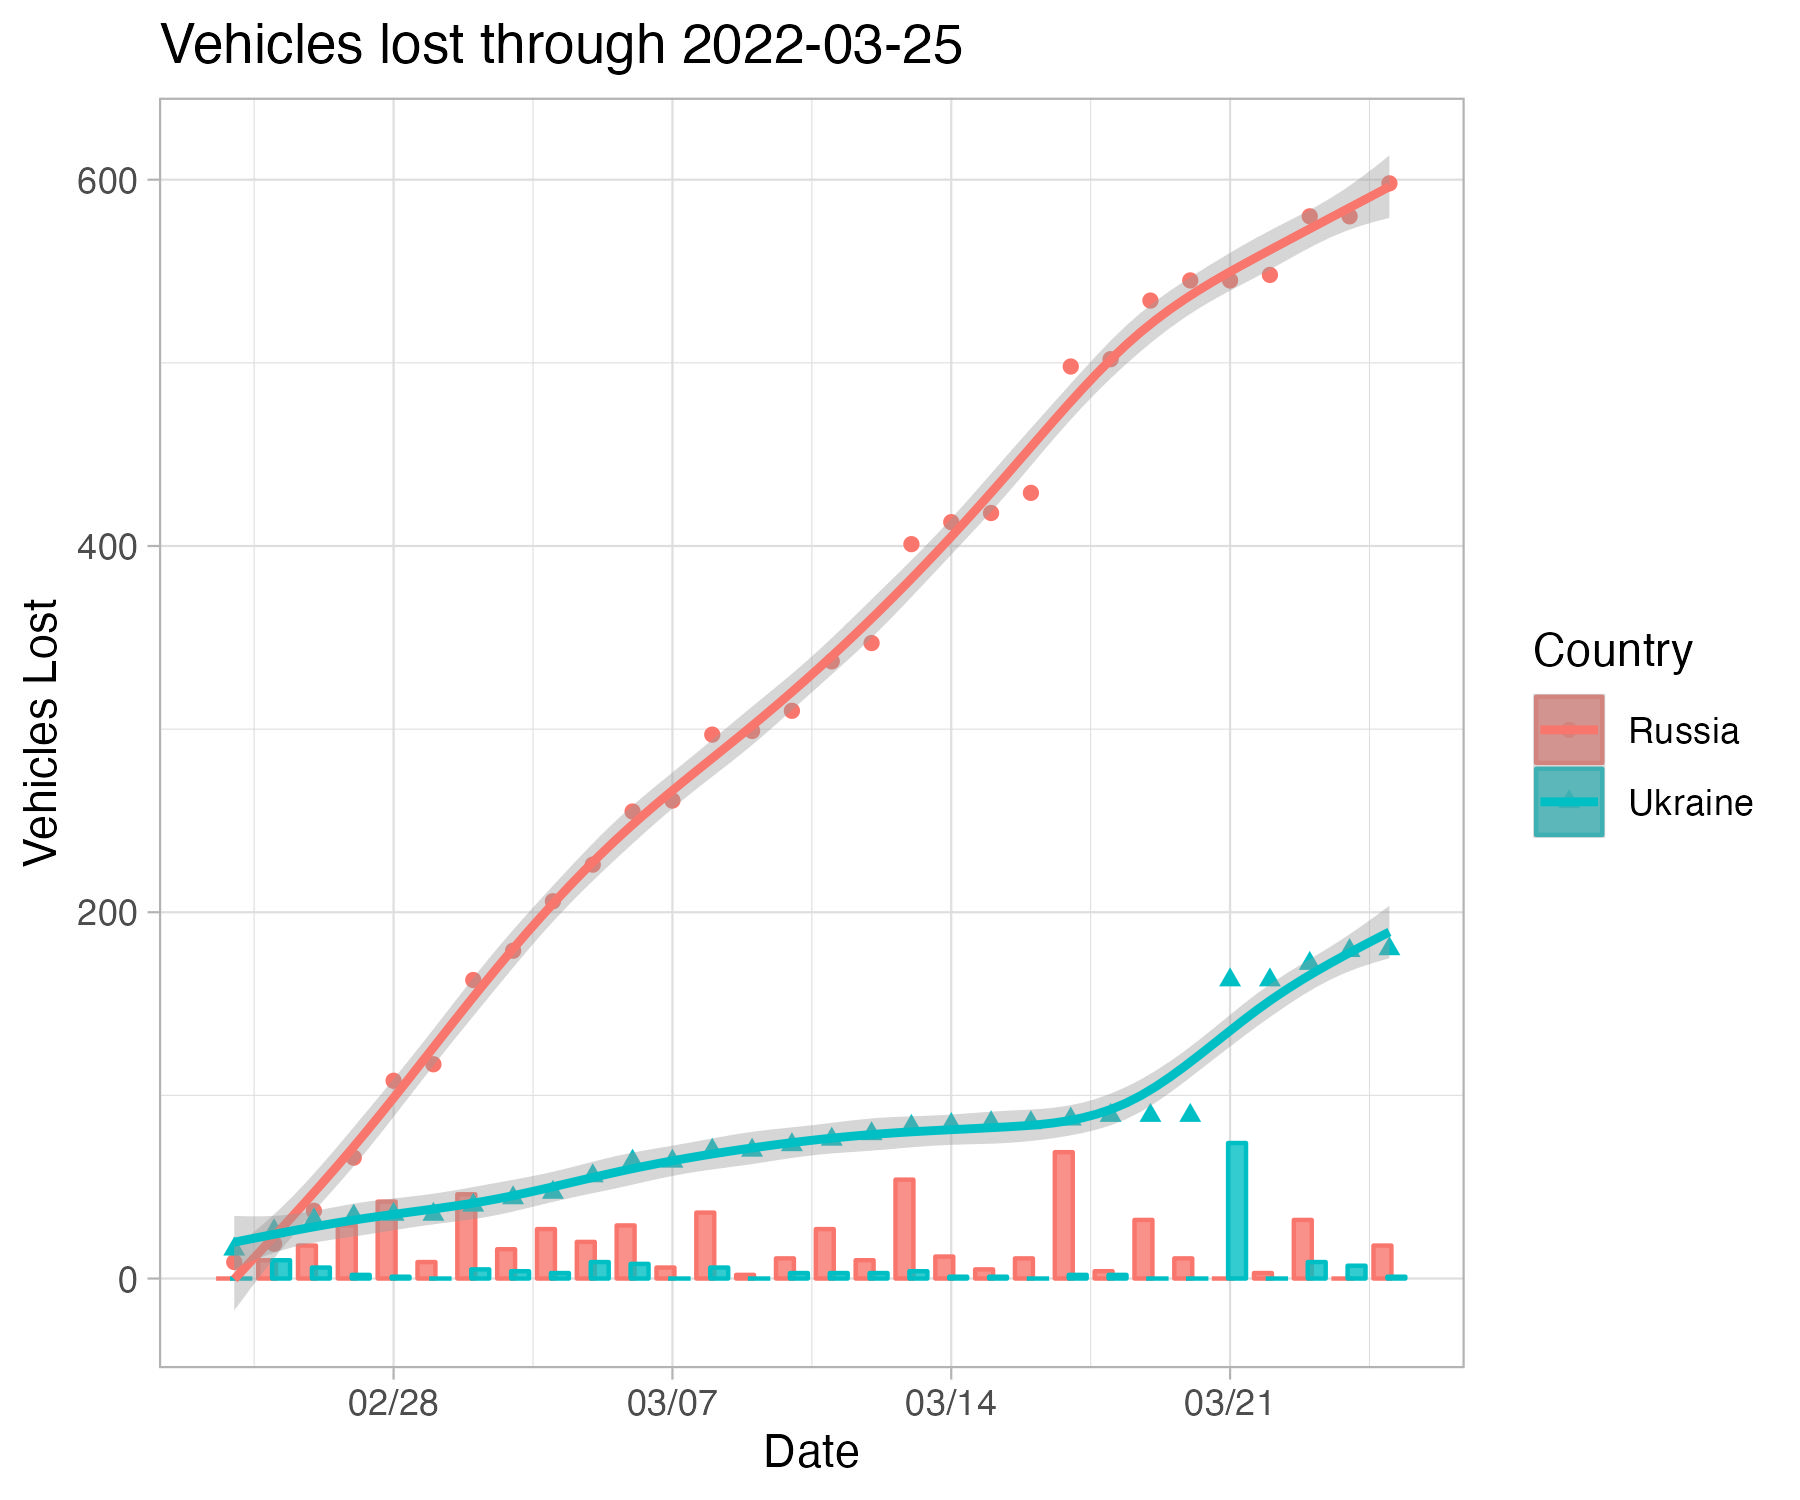 Vehicles lost through 2022-03-25
600
400
200
0
Vehicles Lost
02/28 03/07 03/14 03/21
Date
Country
Russia
Ukraine